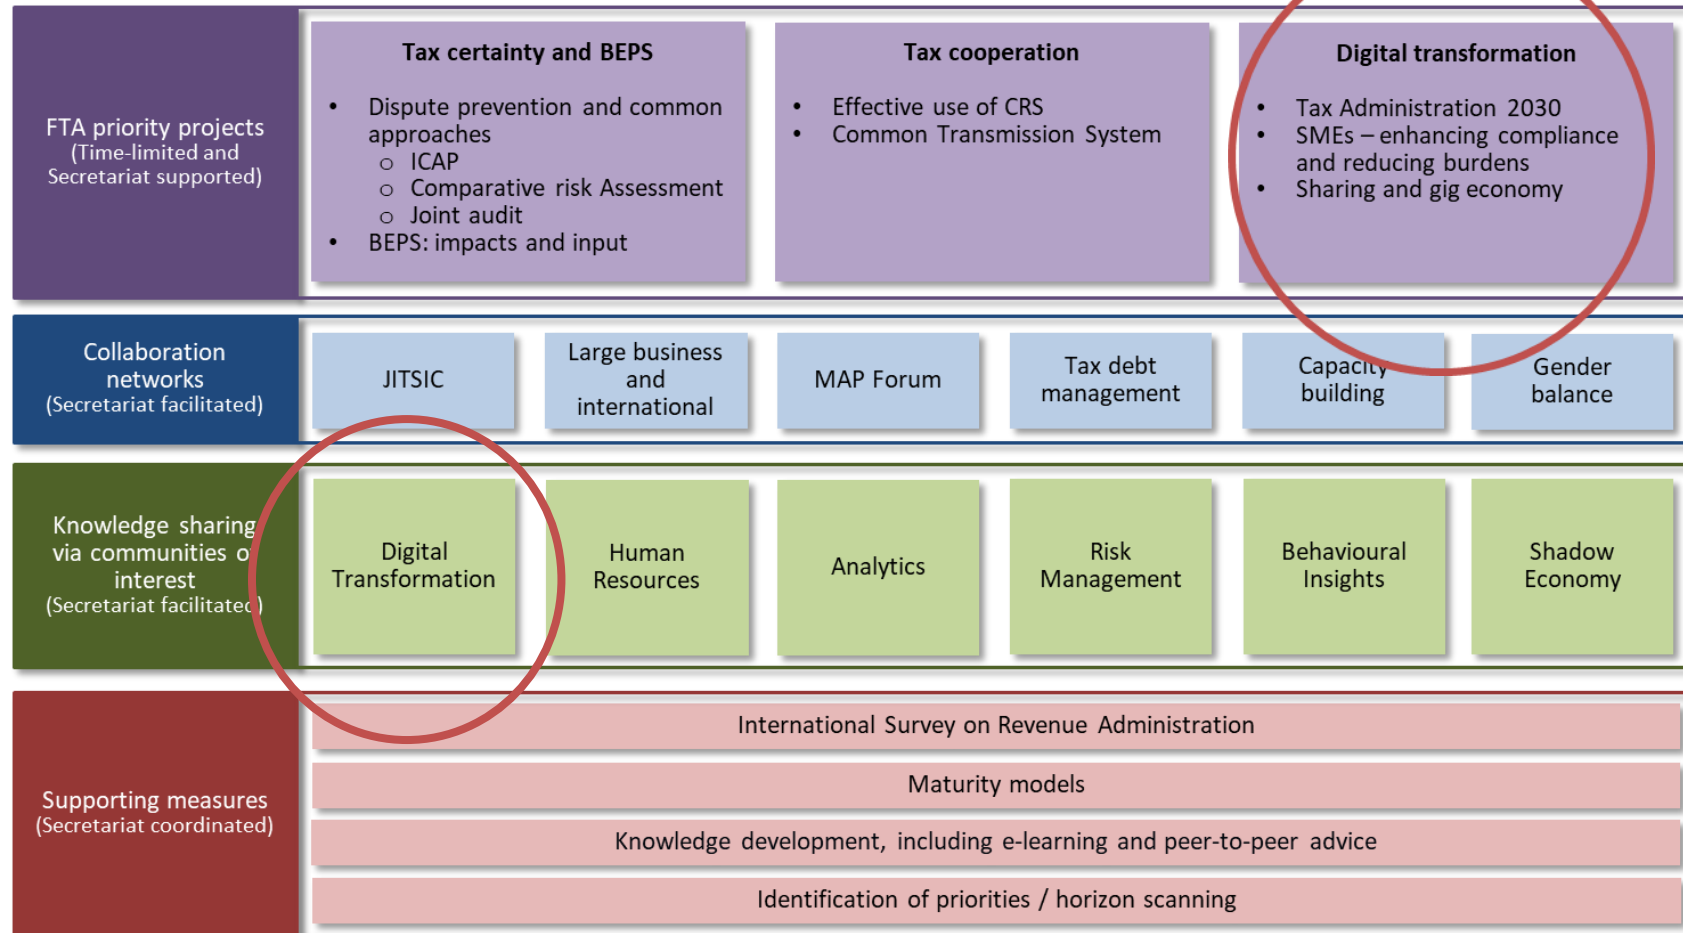 FTA priority projects
(Time-limited and
Secretariat supported)
Tax certainty and BEPS
• Dispute prevention and common
approaches
o ICAP
o Comparative risk Assessment
o Joint audit
• BEPS: impacts and input
Tax cooperation
• Effective use of CRS
• Common Transmission System
Digital transformation
• Tax Administration 2030
• SMEs – enhancing compliance
and reducing burdens
• Sharing and gig economy
Collaboration
networks
(Secretariat facilitated)
JITSIC
Large business
and
international
MAP Forum
Tax debt
management
Capacity
building
Gender
balance
Knowledge sharing
via communities of
interest
(Secretariat facilitated)
Digital
Transformation
Human
Resources
Analytics
Risk
Management
Behavioural
Insights
Shadow
Economy
Supporting measures
(Secretariat coordinated)
International Survey on Revenue Administration
Maturity models
Knowledge development, including e-learning and peer-to-peer advice
Identification of priorities / horizon scanning